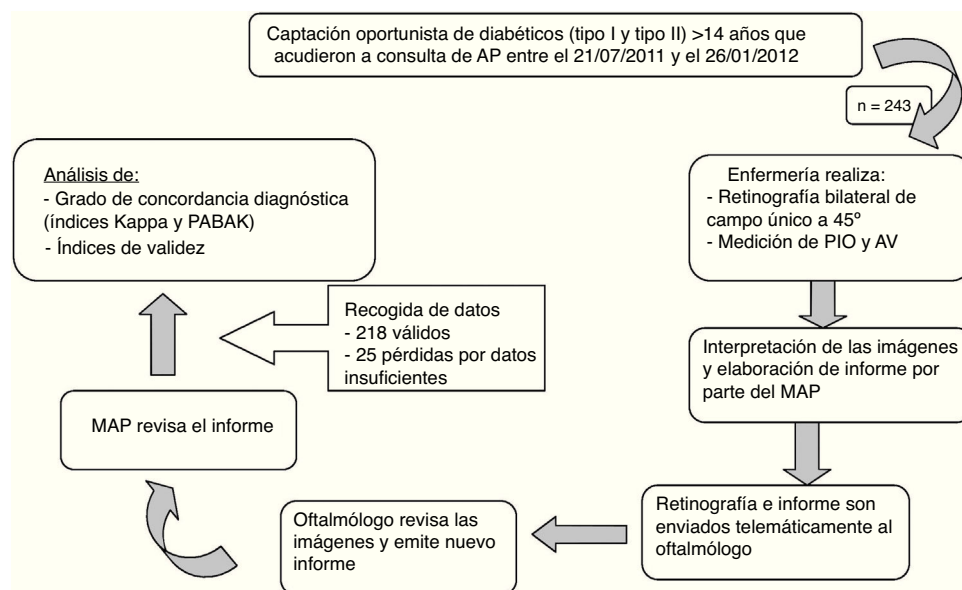 Captación oportunista de diabéticos (tipo I y tipo II) >14 años que
acudieron a consulta de AP entre el 21/07/2011 y el 26/01/2012
n = 243
Enfermería realiza:
- Retinografía bilateral de
campo único a 45º
- Medición de PIO y AV
Interpretación de las imágenes
y elaboración de informe por
parte del MAP
Retinografía e informe son
enviados telemáticamente al
oftalmólogo
Oftalmólogo revisa las
imágenes y emite nuevo
informe
MAP revisa el informe
Recogida de datos
- 218 válidos
- 25 pérdidas por datos
insuficientes
Análisis de:
- Grado de concordancia diagnóstica
(índices Kappa y PABAK)
- Índices de validez